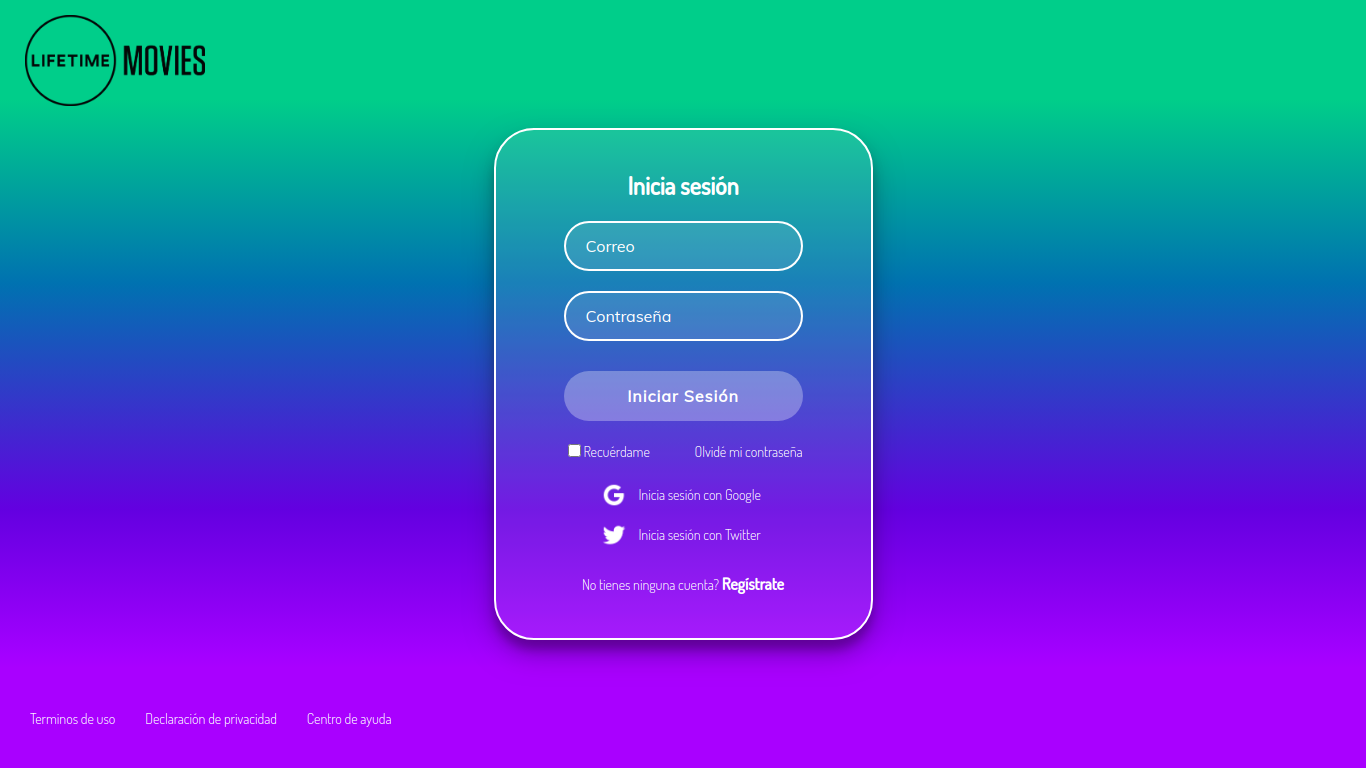 LIFETIME MOVIES
Inicia sesión
Correo
Contraseña
Iniciar Sesión
Recuérdame Olvidé mi contraseña
Inicia sesión con Google
Inicia sesión con Twitter
No tienes ninguna cuenta? Regístrate
Terminos de uso Declaración de privacidad Centro de ayuda